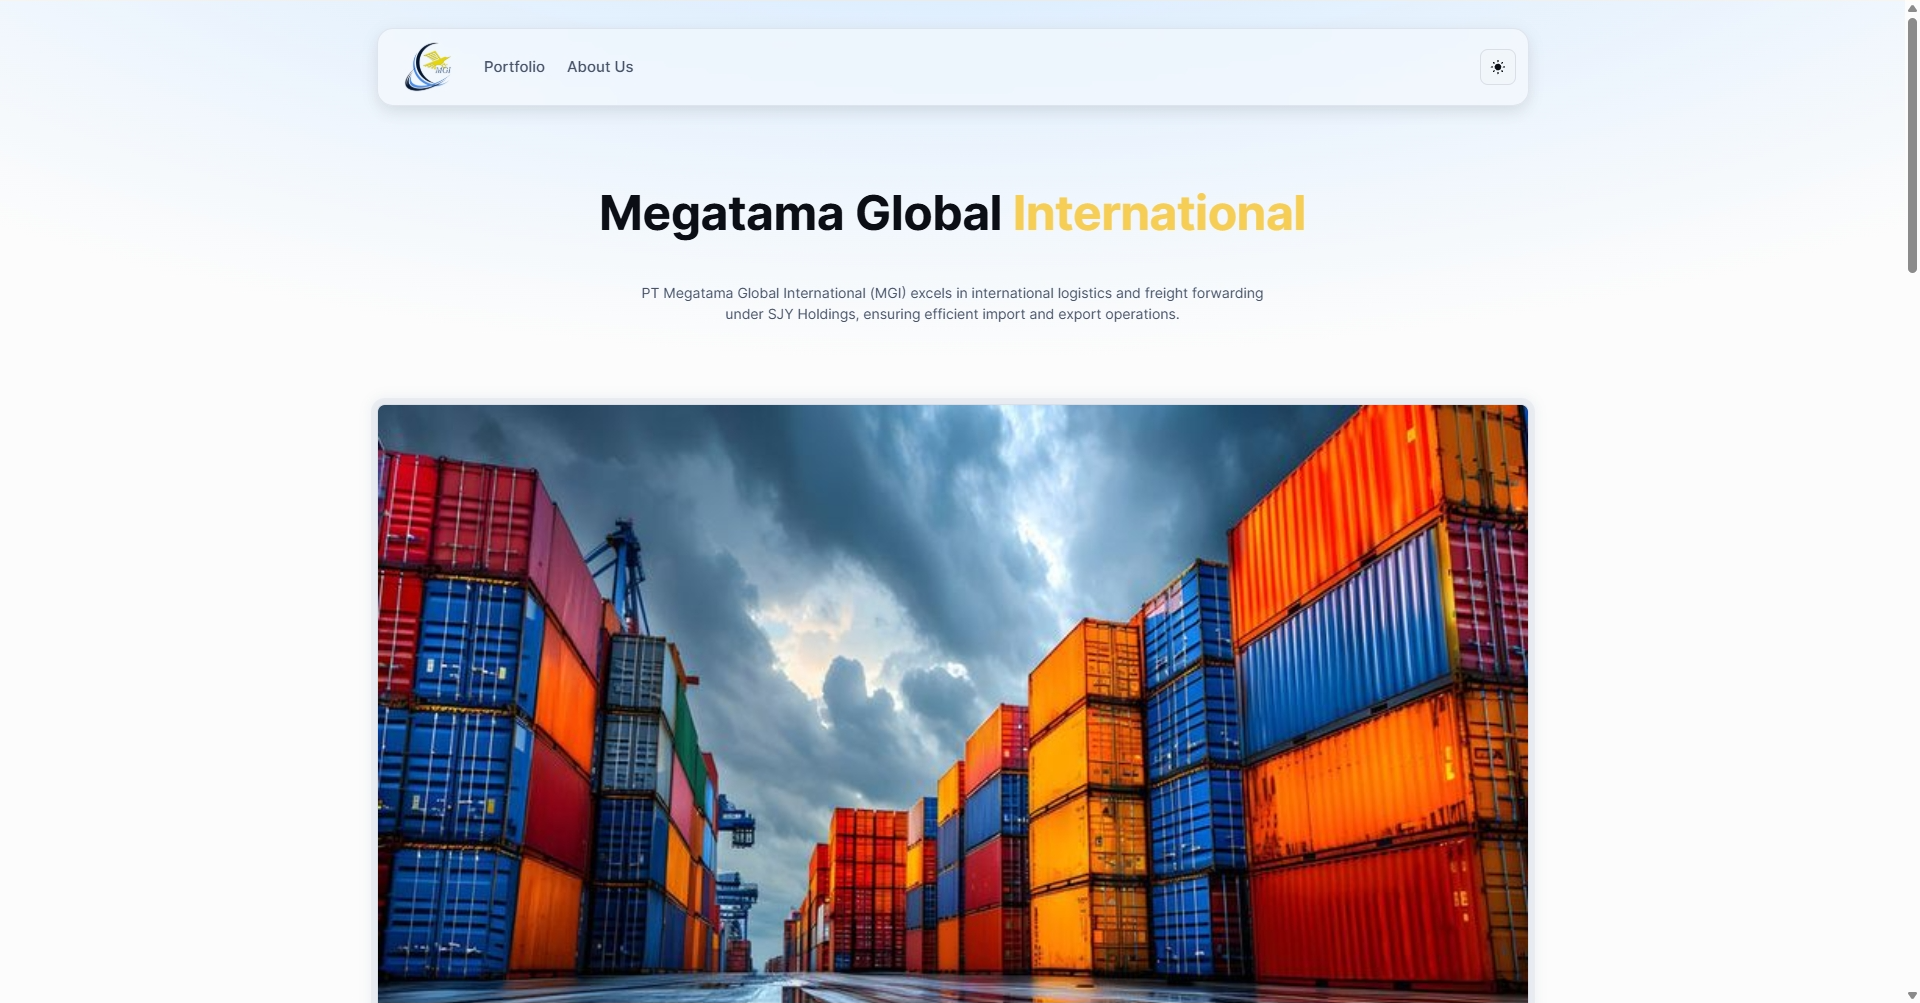 MGI
Portfolio
About Us
Megatama Global International
PT Megatama Global International (MGI) excels in international logistics and freight forwarding
under SJY Holdings, ensuring efficient import and export operations.